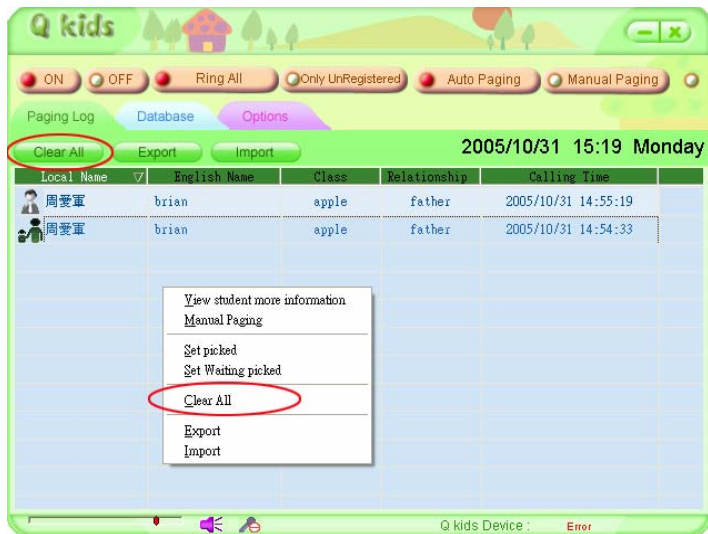 Q kids
ON OFF Ring All Only UnRegistered Auto Paging Manual Paging
Paging Log Database Options
Clear All Export Import 2005/10/31 15:19 Monday
Local Name English Name Class Relationship Calling Time
周愛軍 brian apple father 2005/10/31 14:55:19
周愛軍 brian apple father 2005/10/31 14:54:33
View student more information
Manual Paging
Set picked
Set Waiting picked
Clear All
Export
Import
Q kids Device : Error